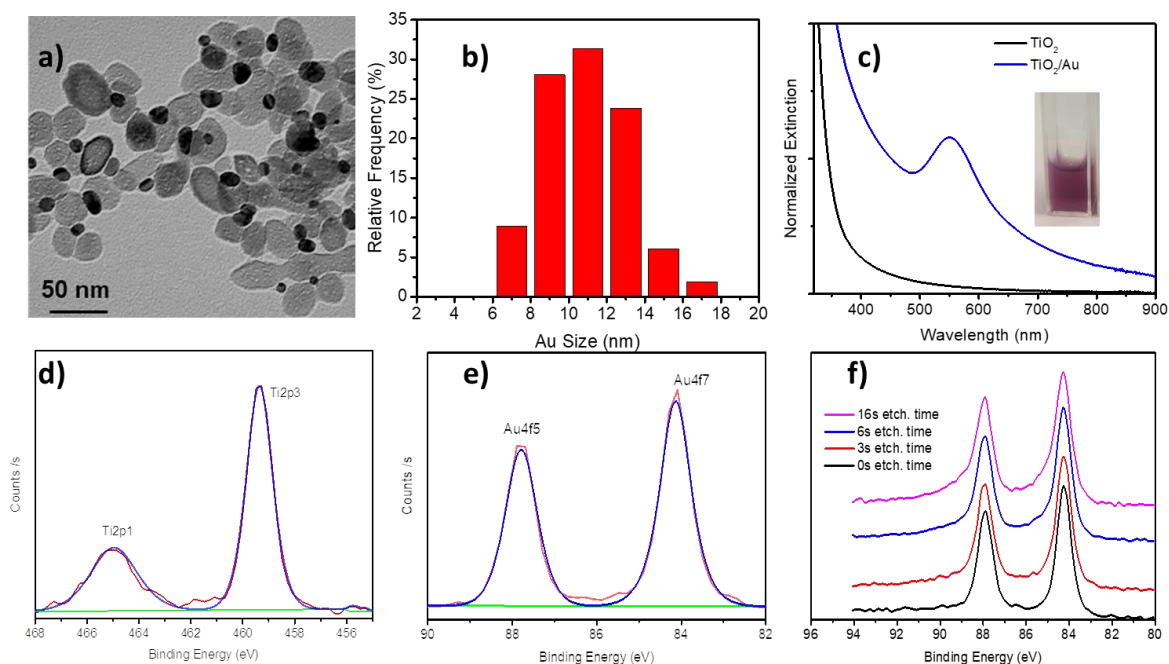 a)
50 nm
b)
Relative Frequency (%)
35
30
25
20
15
10
5
0
2 4 6 8 10 12 14 16 18 20
Au Size (nm)
c)
Normalized Extinction
TiO2
TiO2/Au
400 500 600 700 800 900
Wavelength (nm)
d)
Counts /s
Ti2p1
Ti2p3
468 466 464 462 460 458 456
Binding Energy (eV)
e)
Counts /s
Au4f5
Au4f7
90 88 86 84 82
Binding Energy (eV)
f)
16s etch. time
6s etch. time
3s etch. time
0s etch. time
96 94 92 90 88 86 84 82 80
Binding Energy (eV)